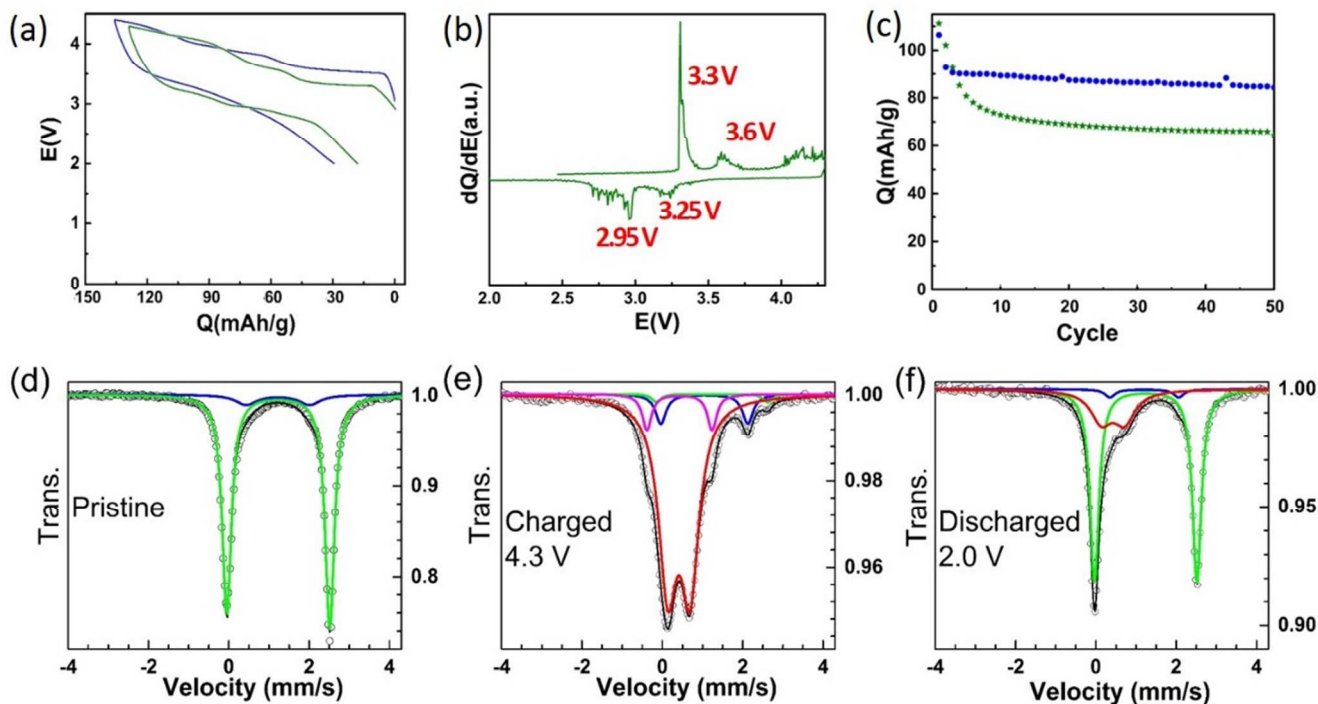 (a)
E(V)
4
3
2
1
0
150 120 90 60 30 0
Q(mAh/g)
(b)
dQ/dE(a.u.)
3.3 V
3.6 V
3.25 V
2.95 V
2.0 2.5 3.0 3.5 4.0
E(V)
(c)
Q(mAh/g)
100
80
60
40
20
0
0 10 20 30 40 50
Cycle
(d)
Trans.
Pristine
1.0
0.9
0.8
-4 -2 0 2 4
Velocity (mm/s)
(e)
Trans.
Charged
4.3 V
1.00
0.98
0.96
-4 -2 0 2 4
Velocity (mm/s)
(f)
Trans.
Discharged
2.0 V
1.00
0.95
0.90
-4 -2 0 2 4
Velocity (mm/s)